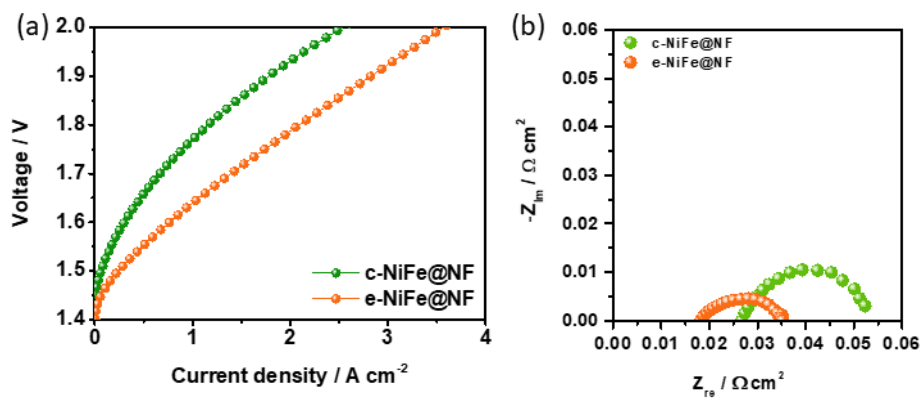 (a)
2.0
1.9
1.8
1.7
1.6
1.5
1.4
Voltage / V
c-NiFe@NF
e-NiFe@NF
0 1 2 3 4
Current density / A cm⁻²
(b)
0.06
0.05
0.04
0.03
0.02
0.01
0.00
-Z_Im / Ω cm²
c-NiFe@NF
e-NiFe@NF
0.00 0.01 0.02 0.03 0.04 0.05 0.06
Z_re / Ω cm²